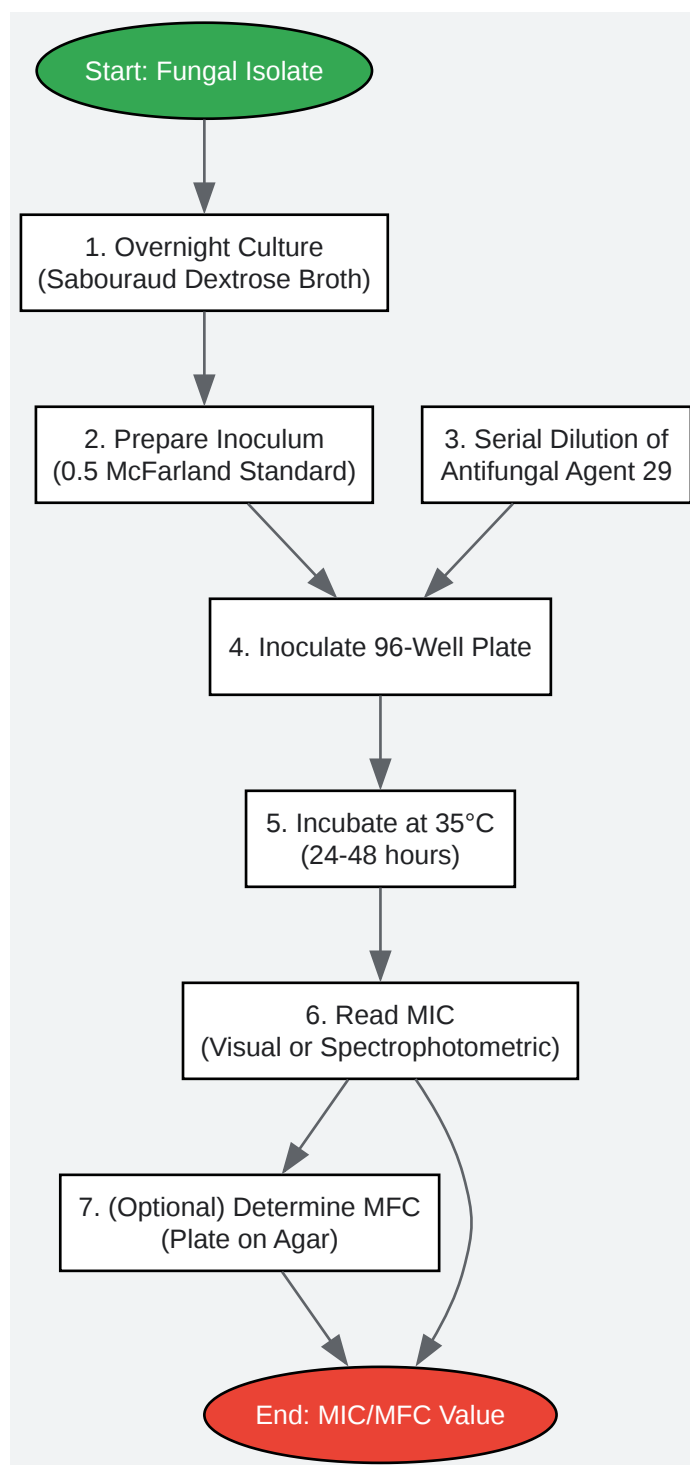 Start: Fungal Isolate
1. Overnight Culture
(Sabouraud Dextrose Broth)
2. Prepare Inoculum
(0.5 McFarland Standard)
3. Serial Dilution of
Antifungal Agent 29
4. Inoculate 96-Well Plate
5. Incubate at 35°C
(24-48 hours)
6. Read MIC
(Visual or Spectrophotometric)
7. (Optional) Determine MFC
(Plate on Agar)
End: MIC/MFC Value